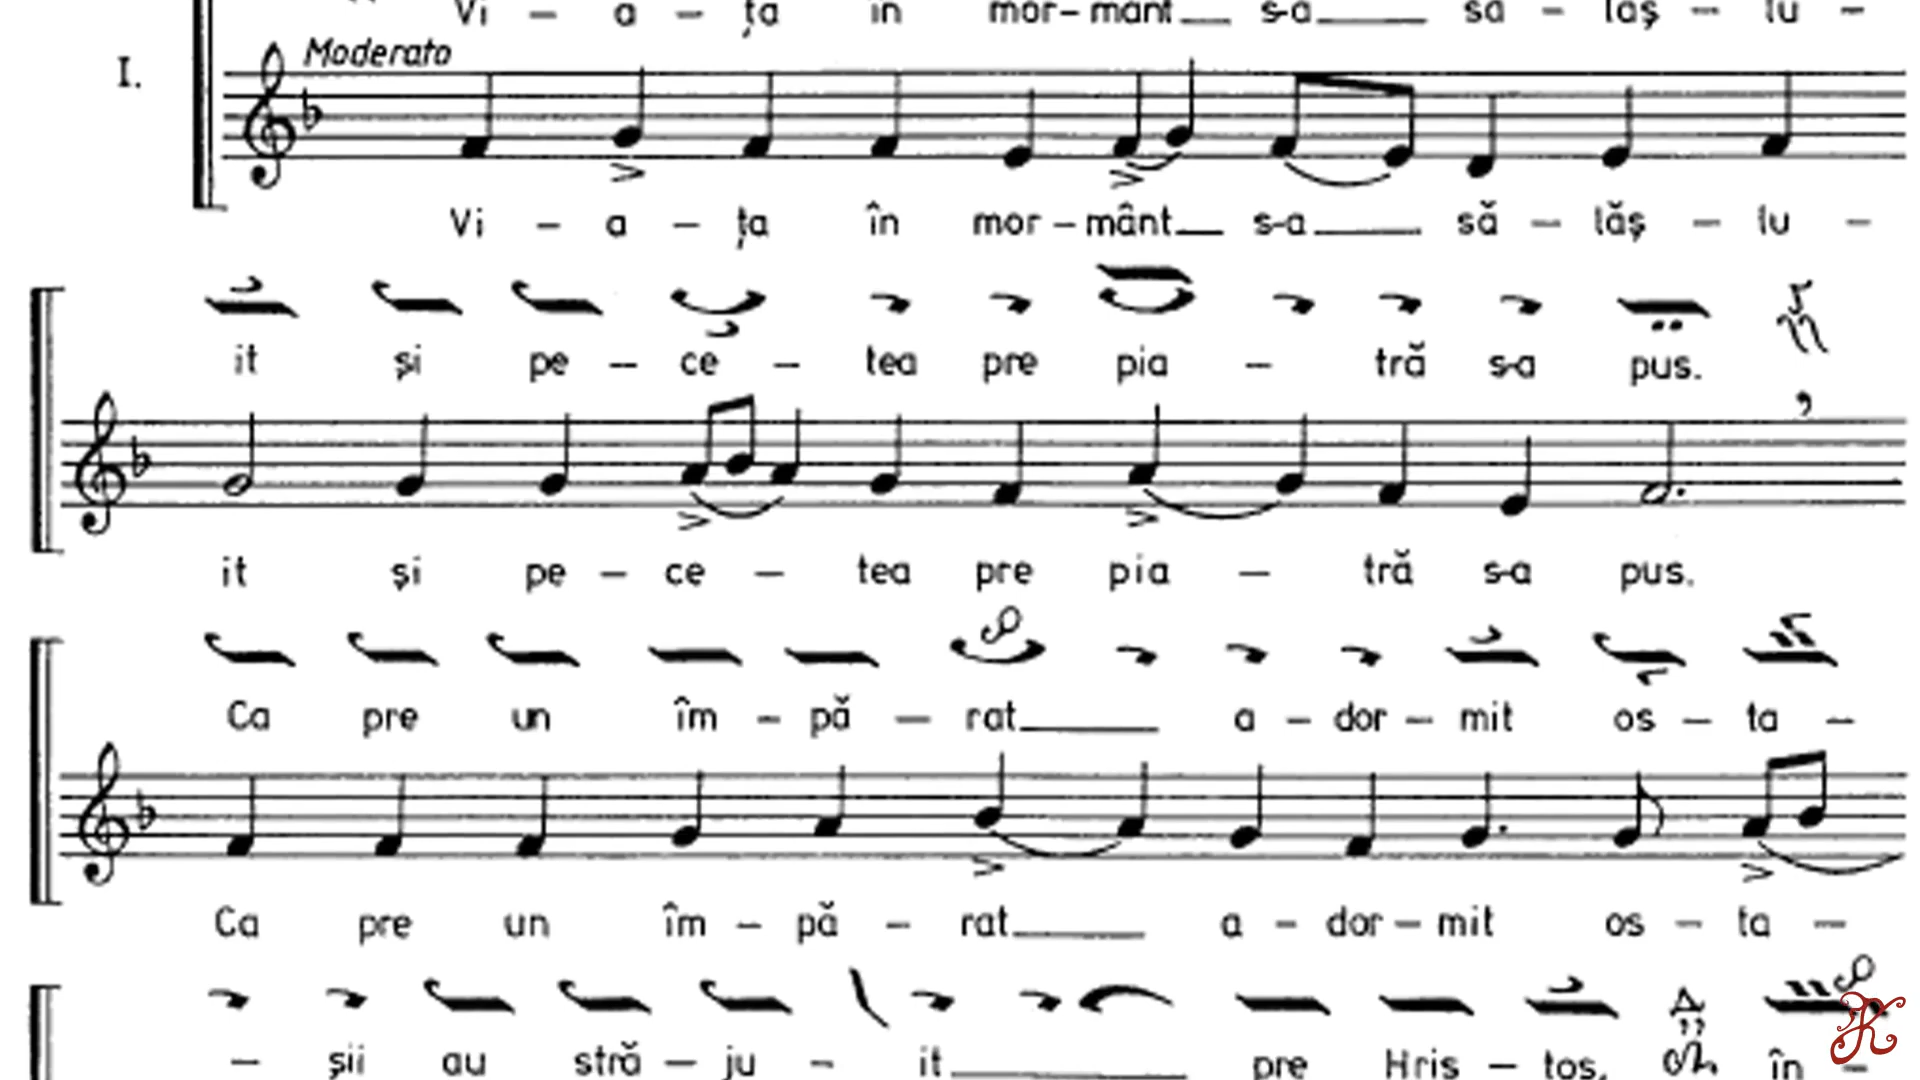 Vi – a – ța în mor– mânt s-a să – lăș – lu –
Moderato
I.
Vi – a – ța în mor – mânt s-a să – lăș – lu –
it și pe – ce – tea pre pia – tră s-a pus.
it și pe – ce – tea pre pia – tră s-a pus.
Ca pre un îm – pă – rat a – dor – mit os – ta –
Ca pre un îm – pă – rat a – dor – mit os – ta –
– șii au stră – ju – it pre Hris – tos, în –